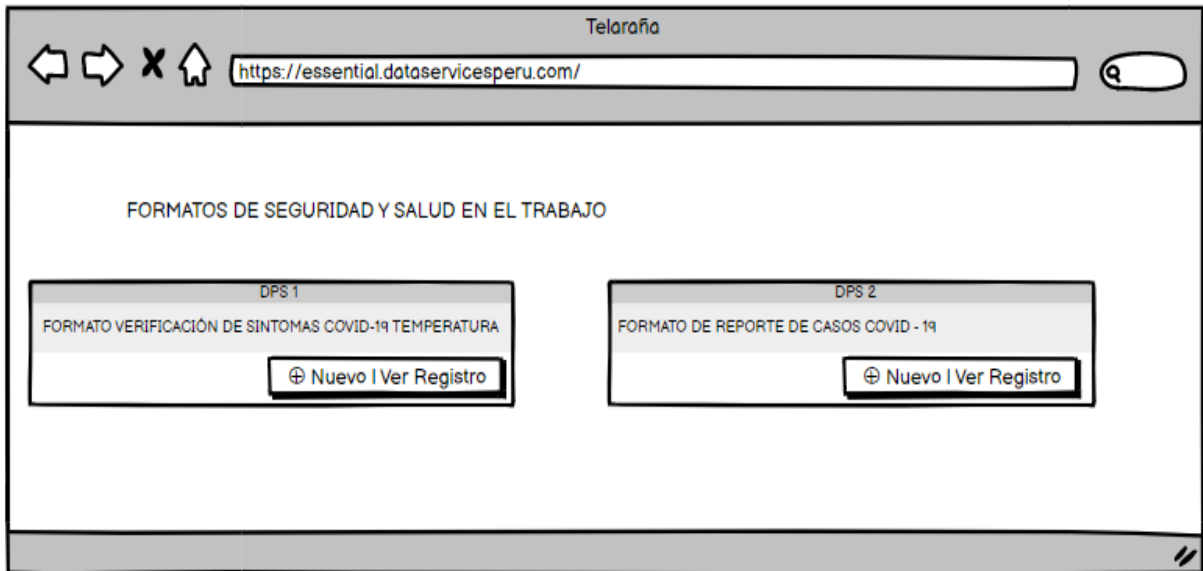 Telaraña
https://essential.dataservicesperu.com/
FORMATOS DE SEGURIDAD Y SALUD EN EL TRABAJO
DPS 1
FORMATO VERIFICACIÓN DE SINTOMAS COVID-19 TEMPERATURA
⊕ Nuevo | Ver Registro
DPS 2
FORMATO DE REPORTE DE CASOS COVID - 19
⊕ Nuevo | Ver Registro